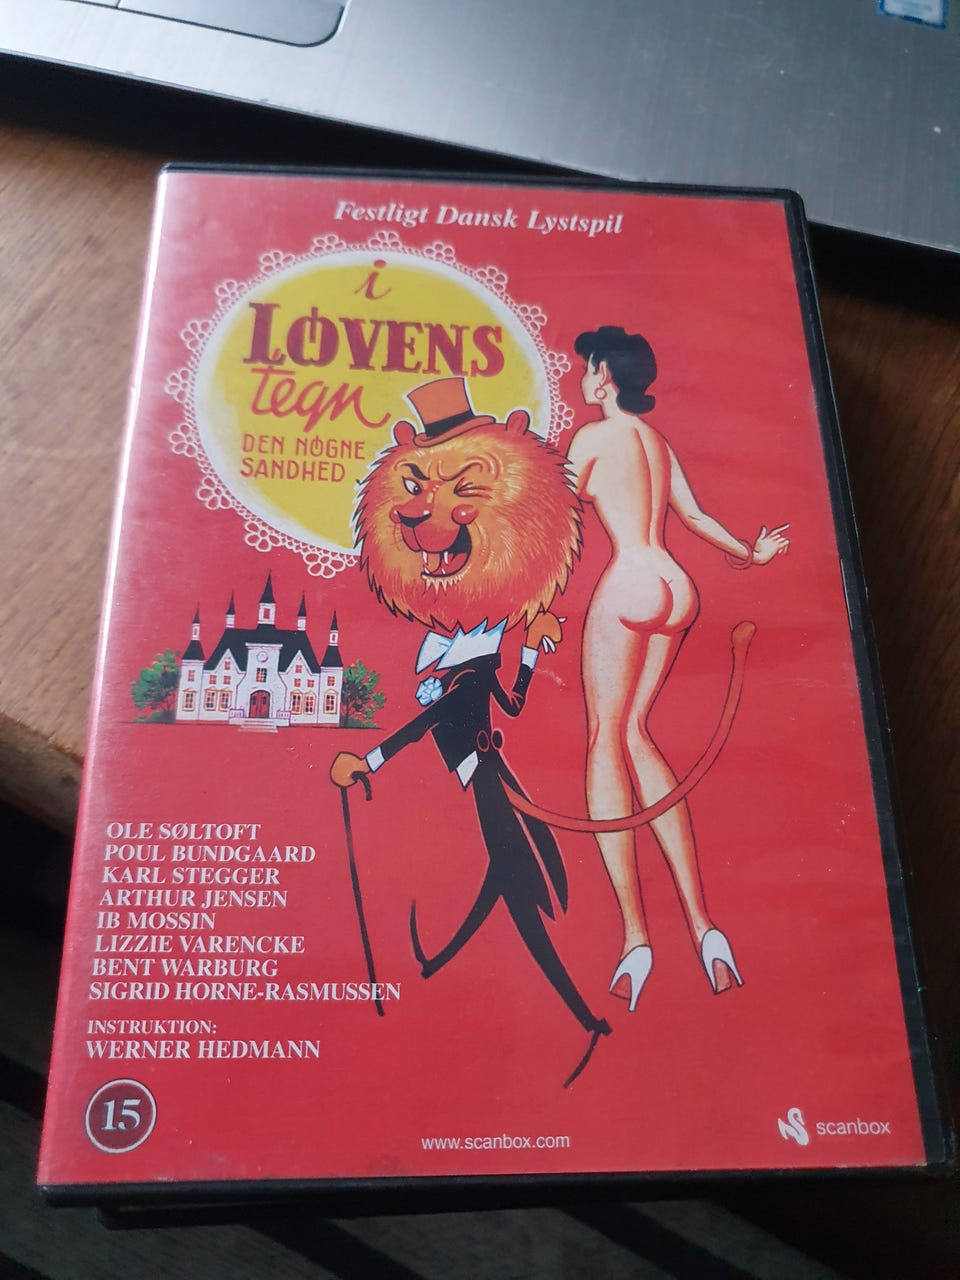 Festligt Dansk Lystspil
i
LØVENS
tegn
DEN NØGNE
SANDHED
OLE SØLTOFT
POUL BUNDGAARD
KARL STEGGER
ARTHUR JENSEN
IB MOSSIN
LIZZIE VARENCKE
BENT WARBURG
SIGRID HORNE-RASMUSSEN
INSTRUKTION:
WERNER HEDMANN
15
www.scanbox.com
scanbox